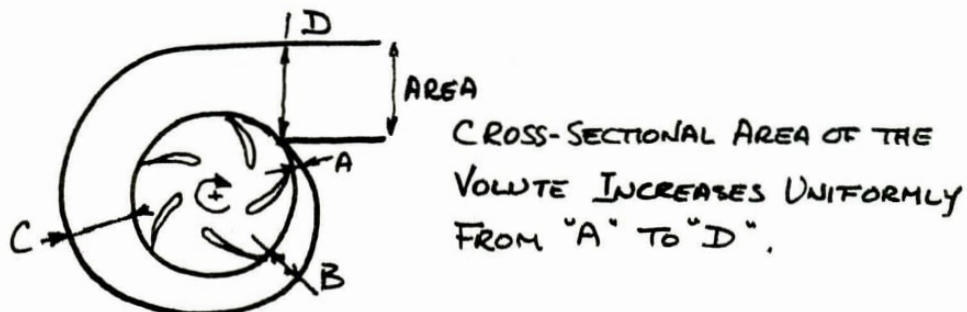 D
AREA
A
CROSS-SECTIONAL AREA OF THE
VOLUTE INCREASES UNIFORMLY
FROM "A" TO "D".
C
B